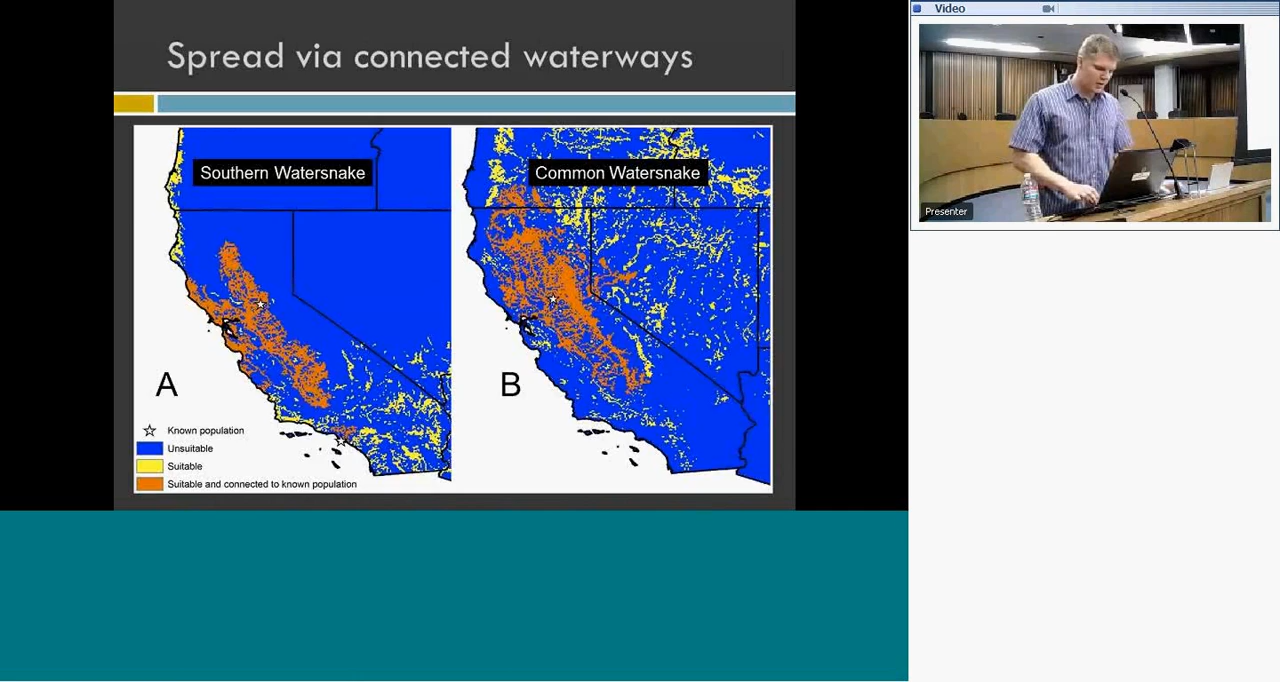 Spread via connected waterways
Southern Watersnake
Common Watersnake
A
B
Known population
Unsuitable
Suitable
Suitable and connected to known population
Video
Presenter